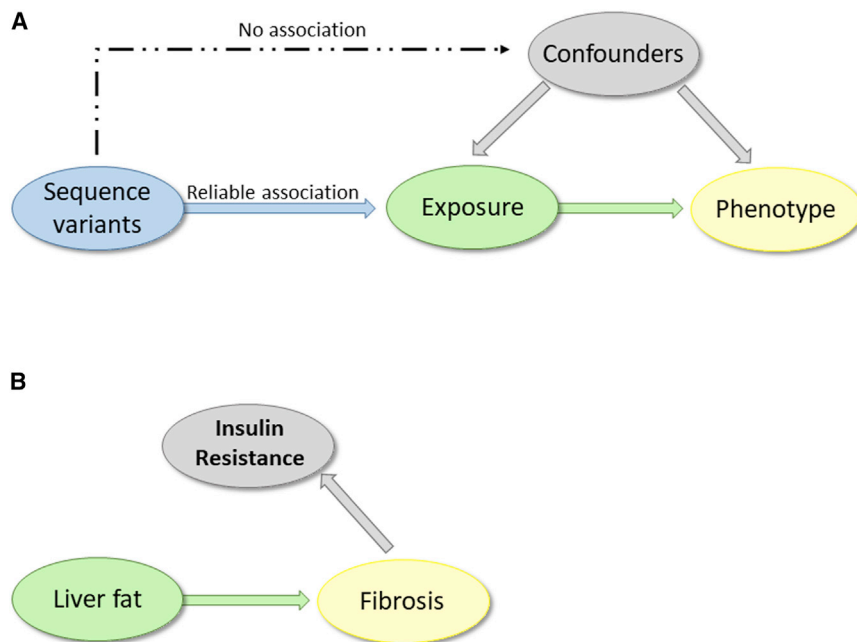 A
No association
Confounders
Sequence
variants
Reliable association
Exposure
Phenotype
B
Insulin
Resistance
Liver fat
Fibrosis